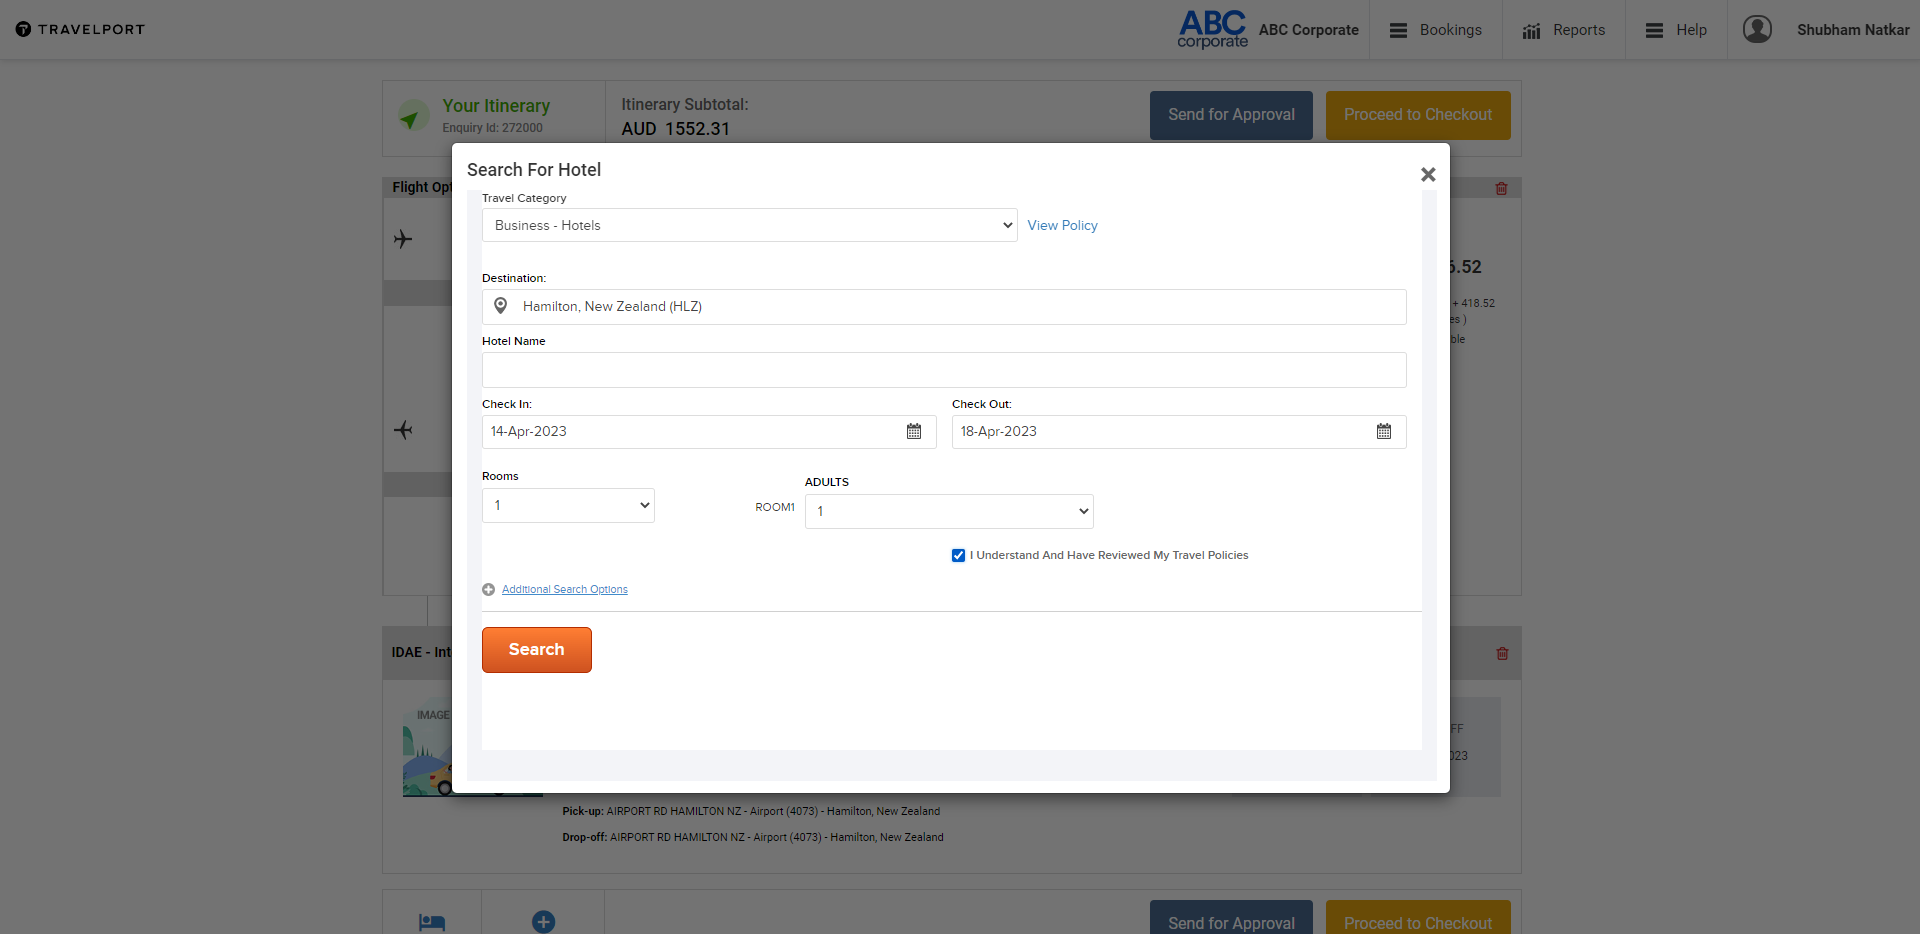 TRAVELPORT
ABC
corporate
ABC Corporate
Bookings
Reports
Help
Shubham Natkar
Your Itinerary
Enquiry Id: 272000
Itinerary Subtotal:
AUD 1552.31
Send for Approval
Proceed to Checkout
Flight Opt
Search For Hotel
Travel Category
Business - Hotels
View Policy
Destination:
Hamilton, New Zealand (HLZ)
Hotel Name
Check In:
Check Out:
14-Apr-2023
18-Apr-2023
Rooms
ADULTS
1
ROOM1
1
I Understand And Have Reviewed My Travel Policies
Additional Search Options
Search
.52
+ 418.52
es )
ble
IDAE - Int
IMAGE
FF
023
Pick-up: AIRPORT RD HAMILTON NZ - Airport (4073) - Hamilton, New Zealand
Drop-off: AIRPORT RD HAMILTON NZ - Airport (4073) - Hamilton, New Zealand
Send for Approval
Proceed to Checkout